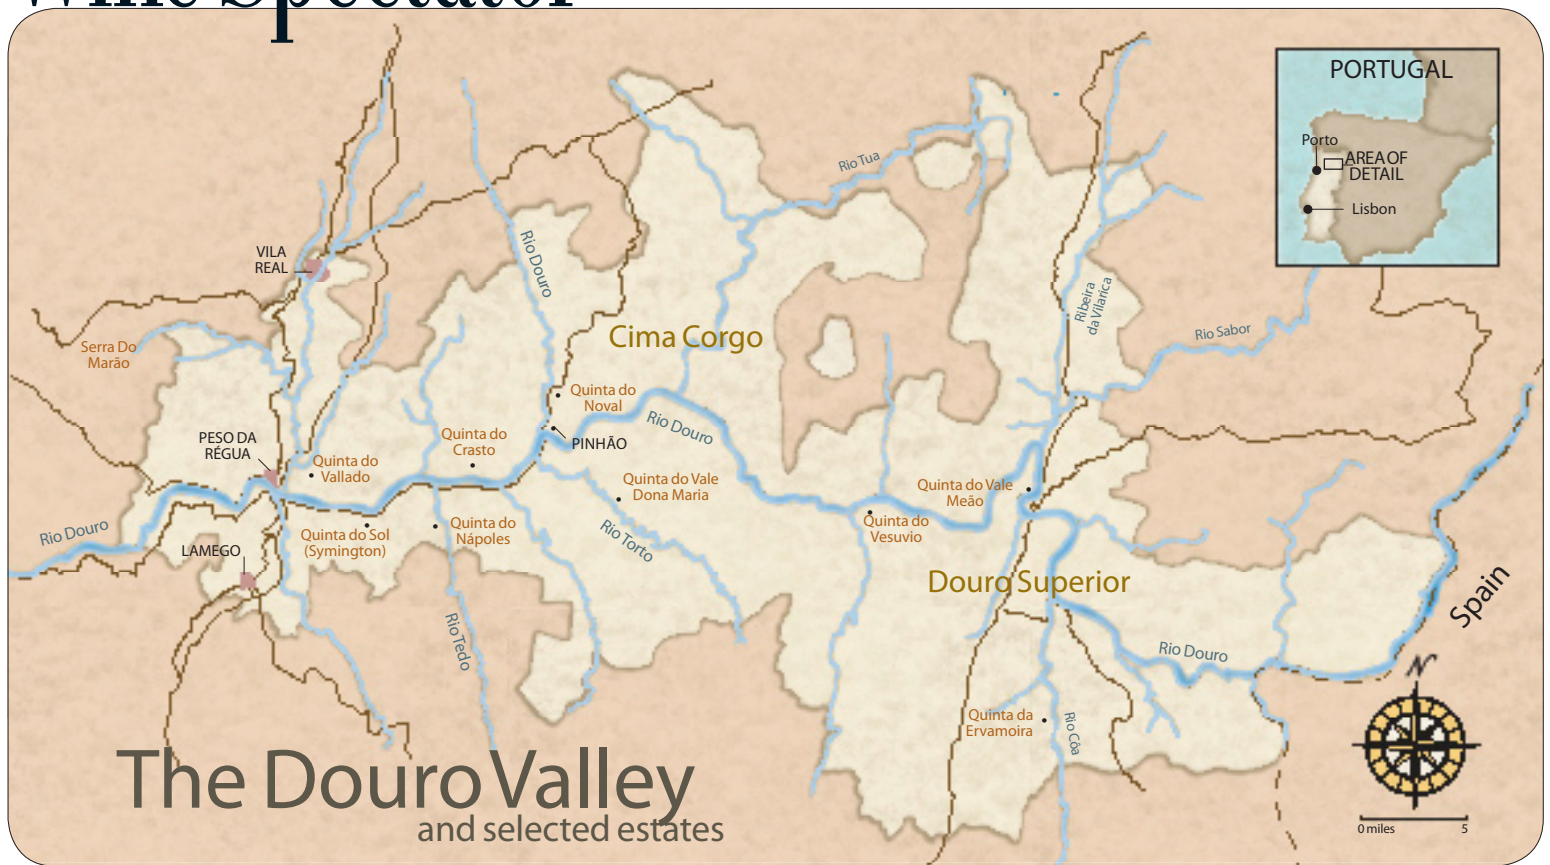 Wine Spectator
PORTUGAL
Porto
AREA OF
DETAIL
Lisbon
Rio Tua
VILA
REAL
Rio Douro
Ribeira
da Vilariça
Rio Sabor
Serra Do
Marão
Cima Corgo
Quinta do
Noval
Rio Douro
PINHÃO
PESO DA
RÉGUA
Quinta do
Crasto
Quinta do
Vallado
Quinta do Vale
Dona Maria
Quinta do Vale
Meão
Rio Douro
LAMEGO
Quinta do Sol
(Symington)
Quinta do
Nápoles
Rio Torto
Quinta do
Vesuvio
Douro Superior
Spain
Rio Tedo
Rio Douro
Quinta da
Ervamoira
Rio Côa
N
The Douro Valley
and selected estates
0 miles 5